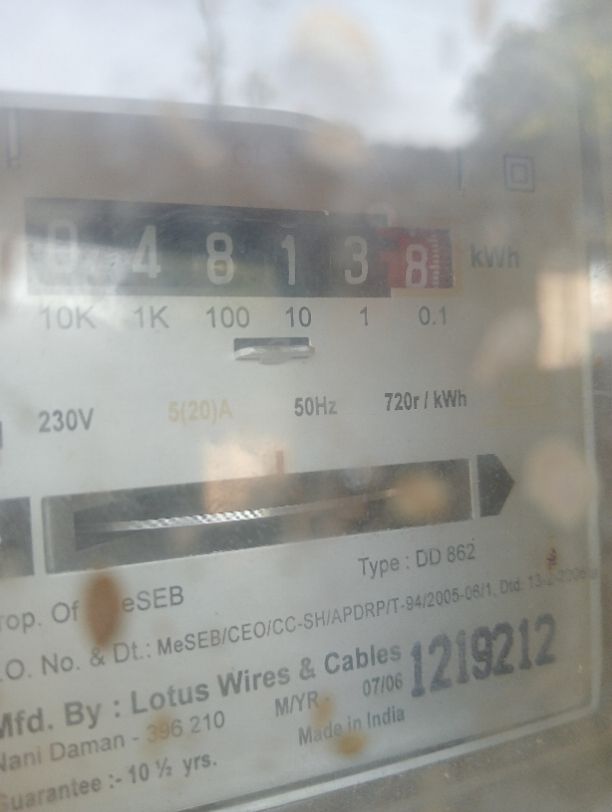 0 4 8 1 3 8 kWh
10K 1K 100 10 1 0.1
230V 5(20)A 50Hz 720r / kWh
Type : DD 862
rop. Of eSEB
.O. No. & Dt.: MeSEB/CEO/CC-SH/APDRP/T-94/2005-06/1, Dtd. 13-2-2006
Mfd. By : Lotus Wires & Cables 1219212
Nani Daman - 396 210 M/YR 07/06
Guarantee :- 10 ½ yrs. Made in India